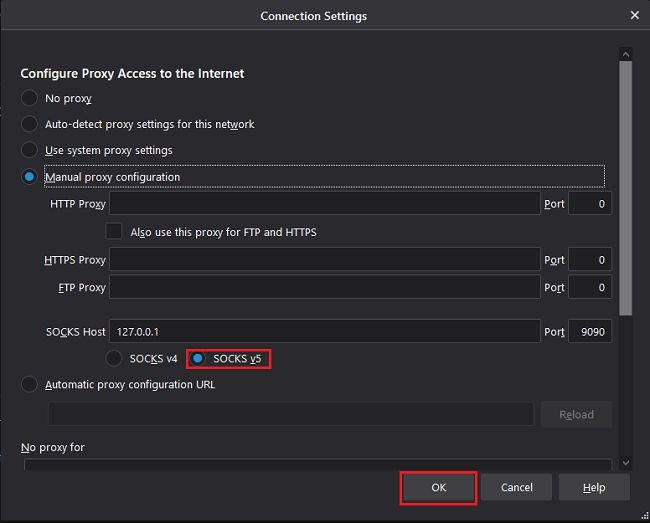 Connection Settings
Configure Proxy Access to the Internet
No proxy
Auto-detect proxy settings for this network
Use system proxy settings
Manual proxy configuration
HTTP Proxy Port 0
Also use this proxy for FTP and HTTPS
HTTPS Proxy Port 0
FTP Proxy Port 0
SOCKS Host 127.0.0.1 Port 9090
SOCKS v4 SOCKS v5
Automatic proxy configuration URL
Reload
No proxy for
OK Cancel Help